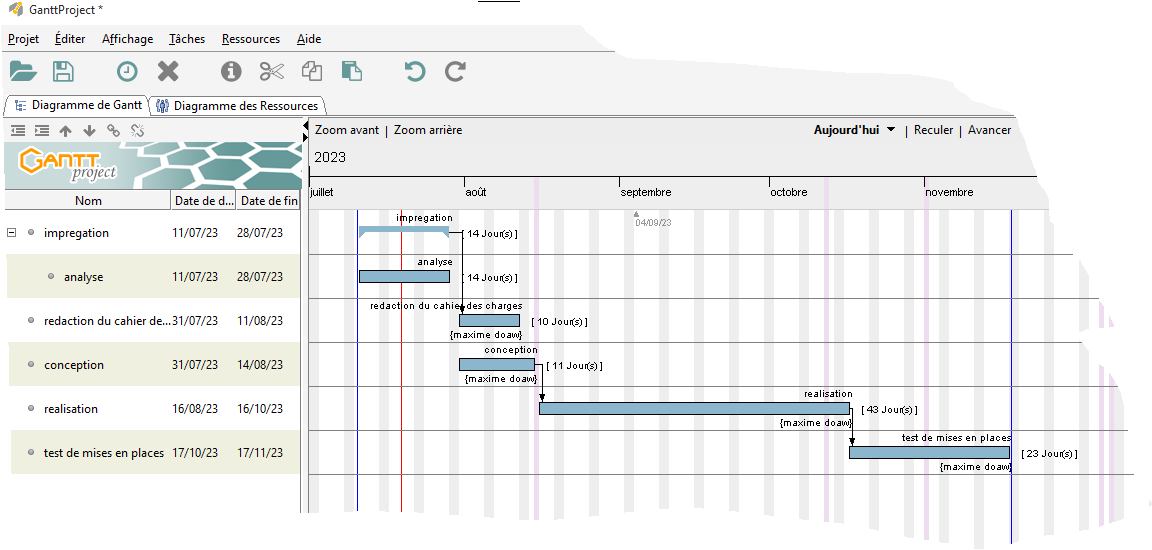 GanttProject *
Projet Éditer Affichage Tâches Ressources Aide
Diagramme de Gantt Diagramme des Ressources
Zoom avant | Zoom arrière Aujourd'hui | Reculer | Avancer
GANTT project
2023
juillet août septembre octobre novembre
Nom Date de d... Date de fin
04/09/23
impregation 11/07/23 28/07/23 impregation [ 14 Jour(s) ]
analyse 11/07/23 28/07/23 analyse [ 14 Jour(s) ]
redaction du cahier de... 31/07/23 11/08/23 redaction du cahier des charges [ 10 Jour(s) ]
{maxime doaw}
conception 31/07/23 14/08/23 conception [ 11 Jour(s) ]
{maxime doaw}
realisation 16/08/23 16/10/23 realisation [ 43 Jour(s) ]
{maxime doaw}
test de mises en places 17/10/23 17/11/23 test de mises en places [ 23 Jour(s) ]
{maxime doaw}